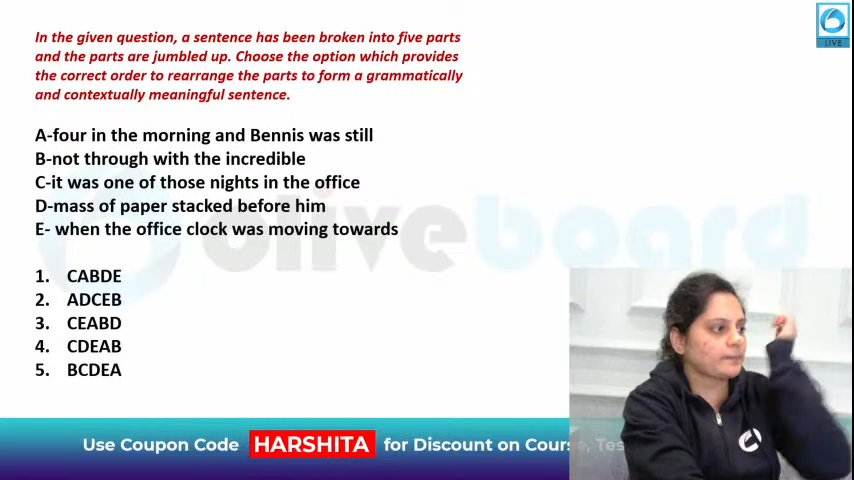 LIVE
In the given question, a sentence has been broken into five parts
and the parts are jumbled up. Choose the option which provides
the correct order to rearrange the parts to form a grammatically
and contextually meaningful sentence.
A-four in the morning and Bennis was still
B-not through with the incredible
C-it was one of those nights in the office
D-mass of paper stacked before him
E- when the office clock was moving towards
oliveboard
1. CABDE
2. ADCEB
3. CEABD
4. CDEAB
5. BCDEA
Use Coupon Code HARSHITA for Discount on Course, Tes